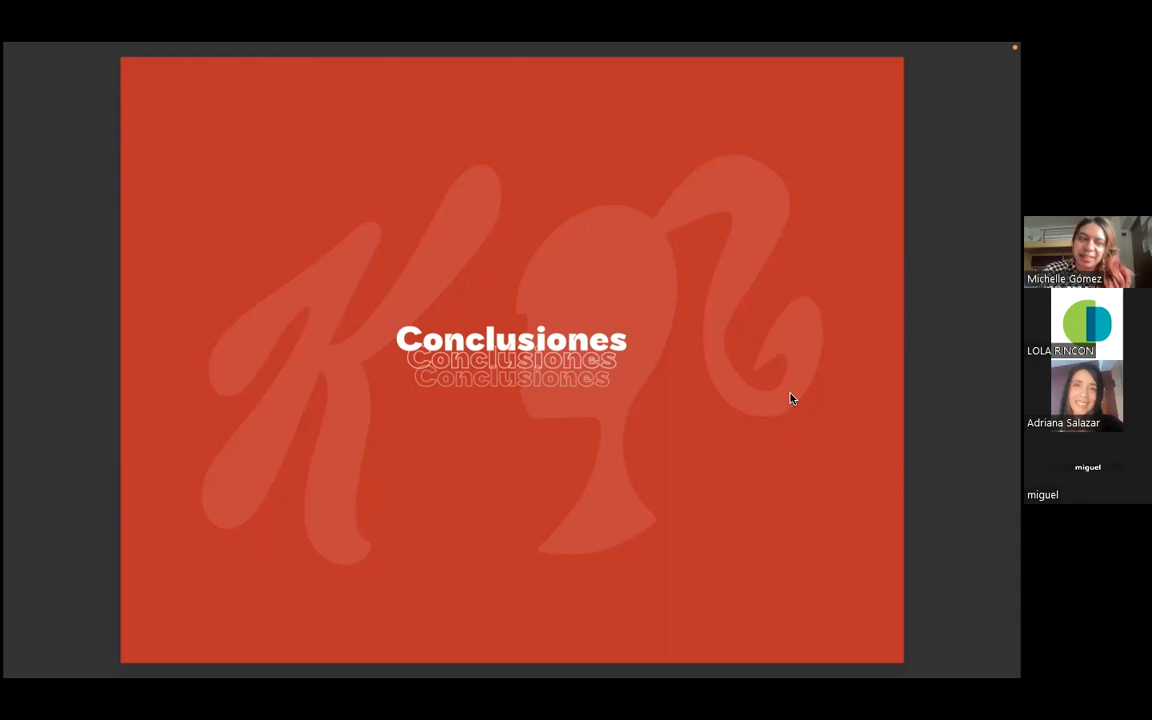 Conclusiones
Conclusiones
Conclusiones
Michelle Gómez
LOLA RINCON
Adriana Salazar
miguel
miguel